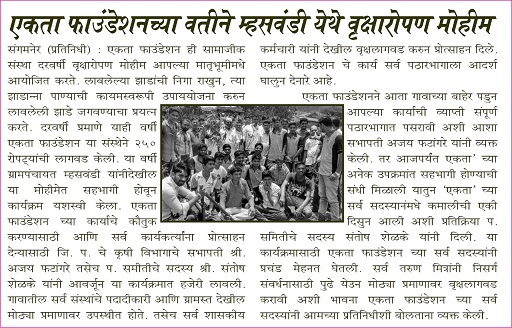 एकता फाउंडेशनच्या वतीने म्हसवंडी येथे वृक्षारोपण मोहीम
संगमनेर (प्रतिनिधी) : एकता फाउंडेशन ही सामाजीक
संस्था दरवर्षी वृक्षारोपण मोहीम आपल्या मातृभूमीमधे
आयोजित करते. लावलेल्या झाडांची निगा राखुन, त्या
झाडान्ना पाण्याची कायमस्वरूपी उपाययोजना करुन
लावलेली झाडे जगवण्याचा प्रयत्न
करते. दरवर्षी प्रमाणे याही वर्षी
एकता फाउंडेशन या संस्थेने २५०
रोपट्यांची लागवड केली. या वर्षी
ग्रामपंचायत म्हसवंडी यांनीदेखील
या मोहीमेत सहभागी होवून
कार्यक्रम यशस्वी केला. एकता
फाउंडेशन च्या कार्याचे कौतुक
करण्यासाठी आणि सर्व कार्यकर्त्यांना प्रोत्साहन
देन्यासाठी जि. प. चे कृषी विभागाचे सभापती श्री.
अजय फटांगरे तसेच प. समीतीचे सदस्य श्री. संतोष
शेळके यांनी आवर्जून या कार्यक्रमात हजेरी लावली.
गावातील सर्व संस्थाचे पदादीकारी आणि ग्रामस्त देखील
मोठ्या प्रमाणावर उपस्थीत होते. तसेच सर्व शासकीय
कर्मचारी यांनी देखील वृक्षलागवड करुन प्रोत्साहन दिले.
एकता फाउंडेशन चे कार्य सर्व पठारभागाला आदर्श
घालुन देनारे आहे.
एकता फाउंडेशनने आता गावाच्या बाहेर पडुन
आपल्या कार्याची व्याप्ती संपूर्ण
पठारभागात पसरावी अशी आशा
सभापती अजय फटांगरे यांनी व्यक्त
केली. तर आजपर्यंत एकता' च्या
अनेक उपक्रमांत सहभागी होण्याची
संधी मिळाली यातुन 'एकता' च्या
सर्व सदस्यानंमधे कमालीची एकी
दिसुन आली अशी प्रतिक्रिया प.
समितीचे सदस्य संतोष शेळके यांनी दिली. या
कार्यक्रमासाठी एकता फाउंडेशन च्या सर्व सदस्यांनी
प्रचंड मेहनत घेतली. सर्व तरुण मित्रांनी निसर्ग
संवर्धनासाठी पुढे येउन मोठ्या प्रमाणावर वृक्षलागवड
करावी अशी भावना एकता फाउंडेशन च्या सर्व
सदस्यांनी आमच्या प्रतिनिधीशी बोलताना व्यक्त केली.